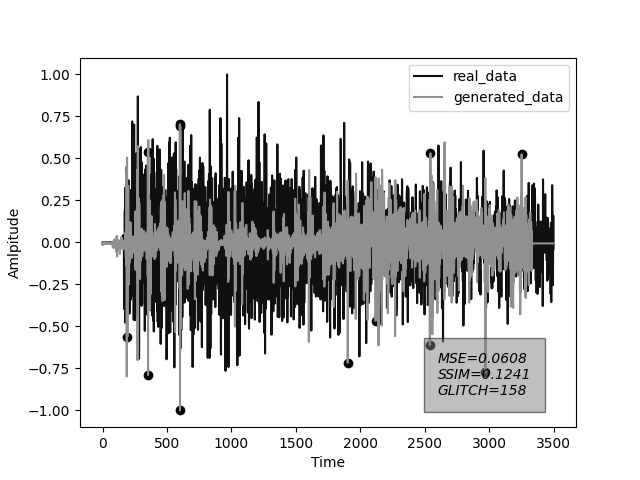 real_data
generated_data
1.00
0.75
0.50
0.25
0.00
−0.25
−0.50
−0.75
−1.00
Amlpitude
MSE=0.0608
SSIM=0.1241
GLITCH=158
0 500 1000 1500 2000 2500 3000 3500
Time